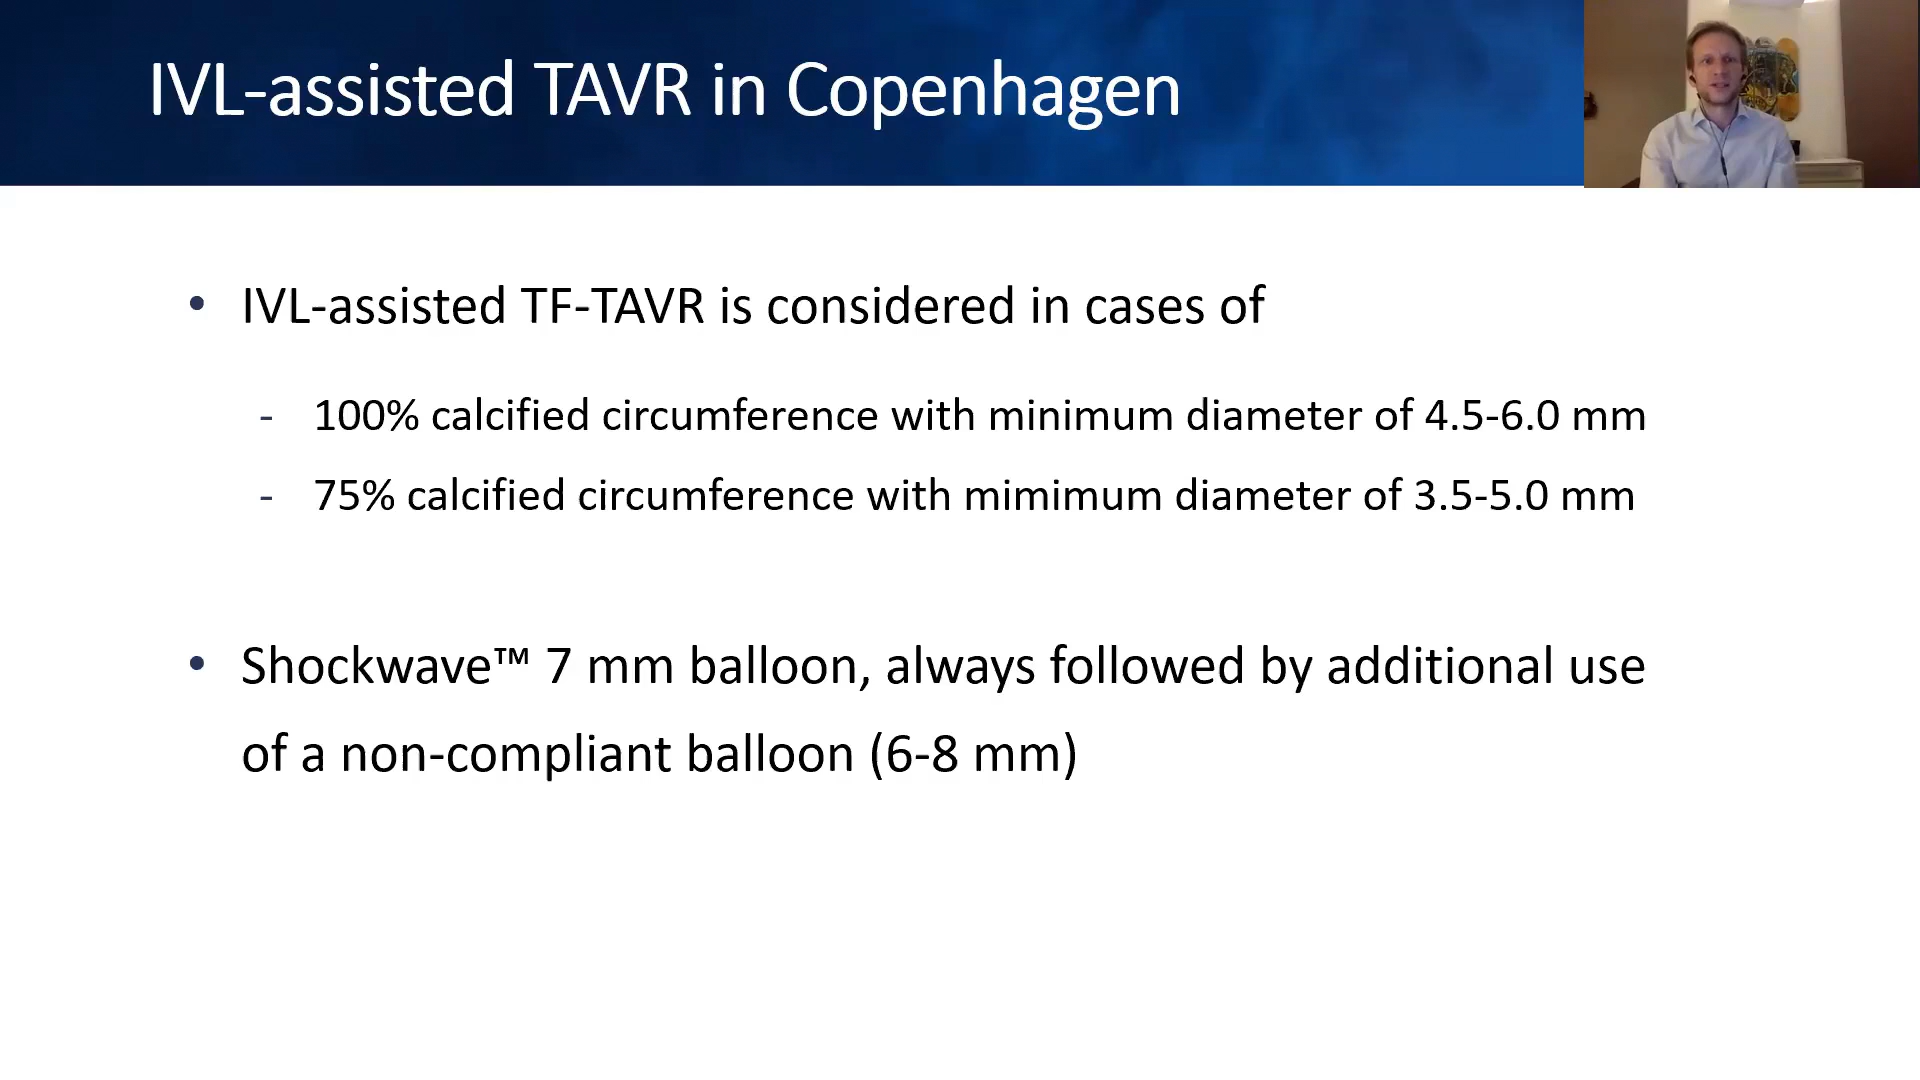 IVL-assisted TAVR in Copenhagen
• IVL-assisted TF-TAVR is considered in cases of
- 100% calcified circumference with minimum diameter of 4.5-6.0 mm
- 75% calcified circumference with mimimum diameter of 3.5-5.0 mm
• Shockwave™ 7 mm balloon, always followed by additional use
of a non-compliant balloon (6-8 mm)